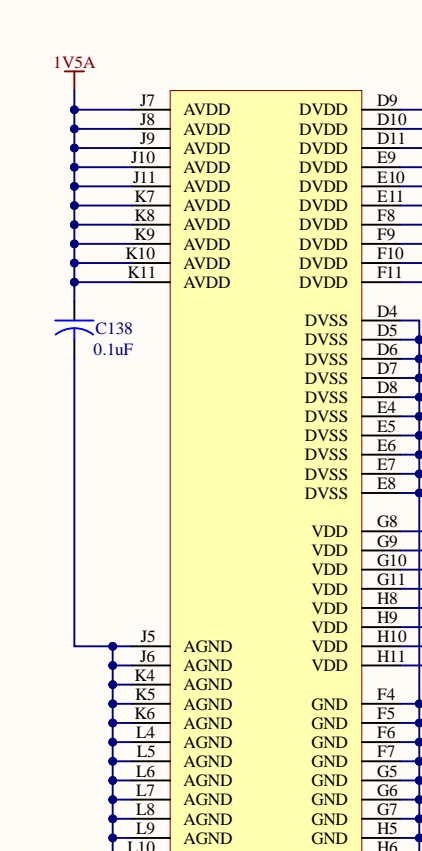 1V5A
J7 AVDD DVDD D9
J8 AVDD DVDD D10
J9 AVDD DVDD D11
J10 AVDD DVDD E9
J11 AVDD DVDD E10
K7 AVDD DVDD E11
K8 AVDD DVDD F8
K9 AVDD DVDD F9
K10 AVDD DVDD F10
K11 AVDD DVDD F11
C138
0.1uF
DVSS D4
DVSS D5
DVSS D6
DVSS D7
DVSS D8
DVSS E4
DVSS E5
DVSS E6
DVSS E7
DVSS E8
VDD G8
VDD G9
VDD G10
VDD G11
VDD H8
VDD H9
J5 AGND VDD H10
J6 AGND VDD H11
K4 AGND
K5 AGND GND F4
K6 AGND GND F5
L4 AGND GND F6
L5 AGND GND F7
L6 AGND GND G5
L7 AGND GND G6
L8 AGND GND G7
L9 AGND GND H5
L10 H6